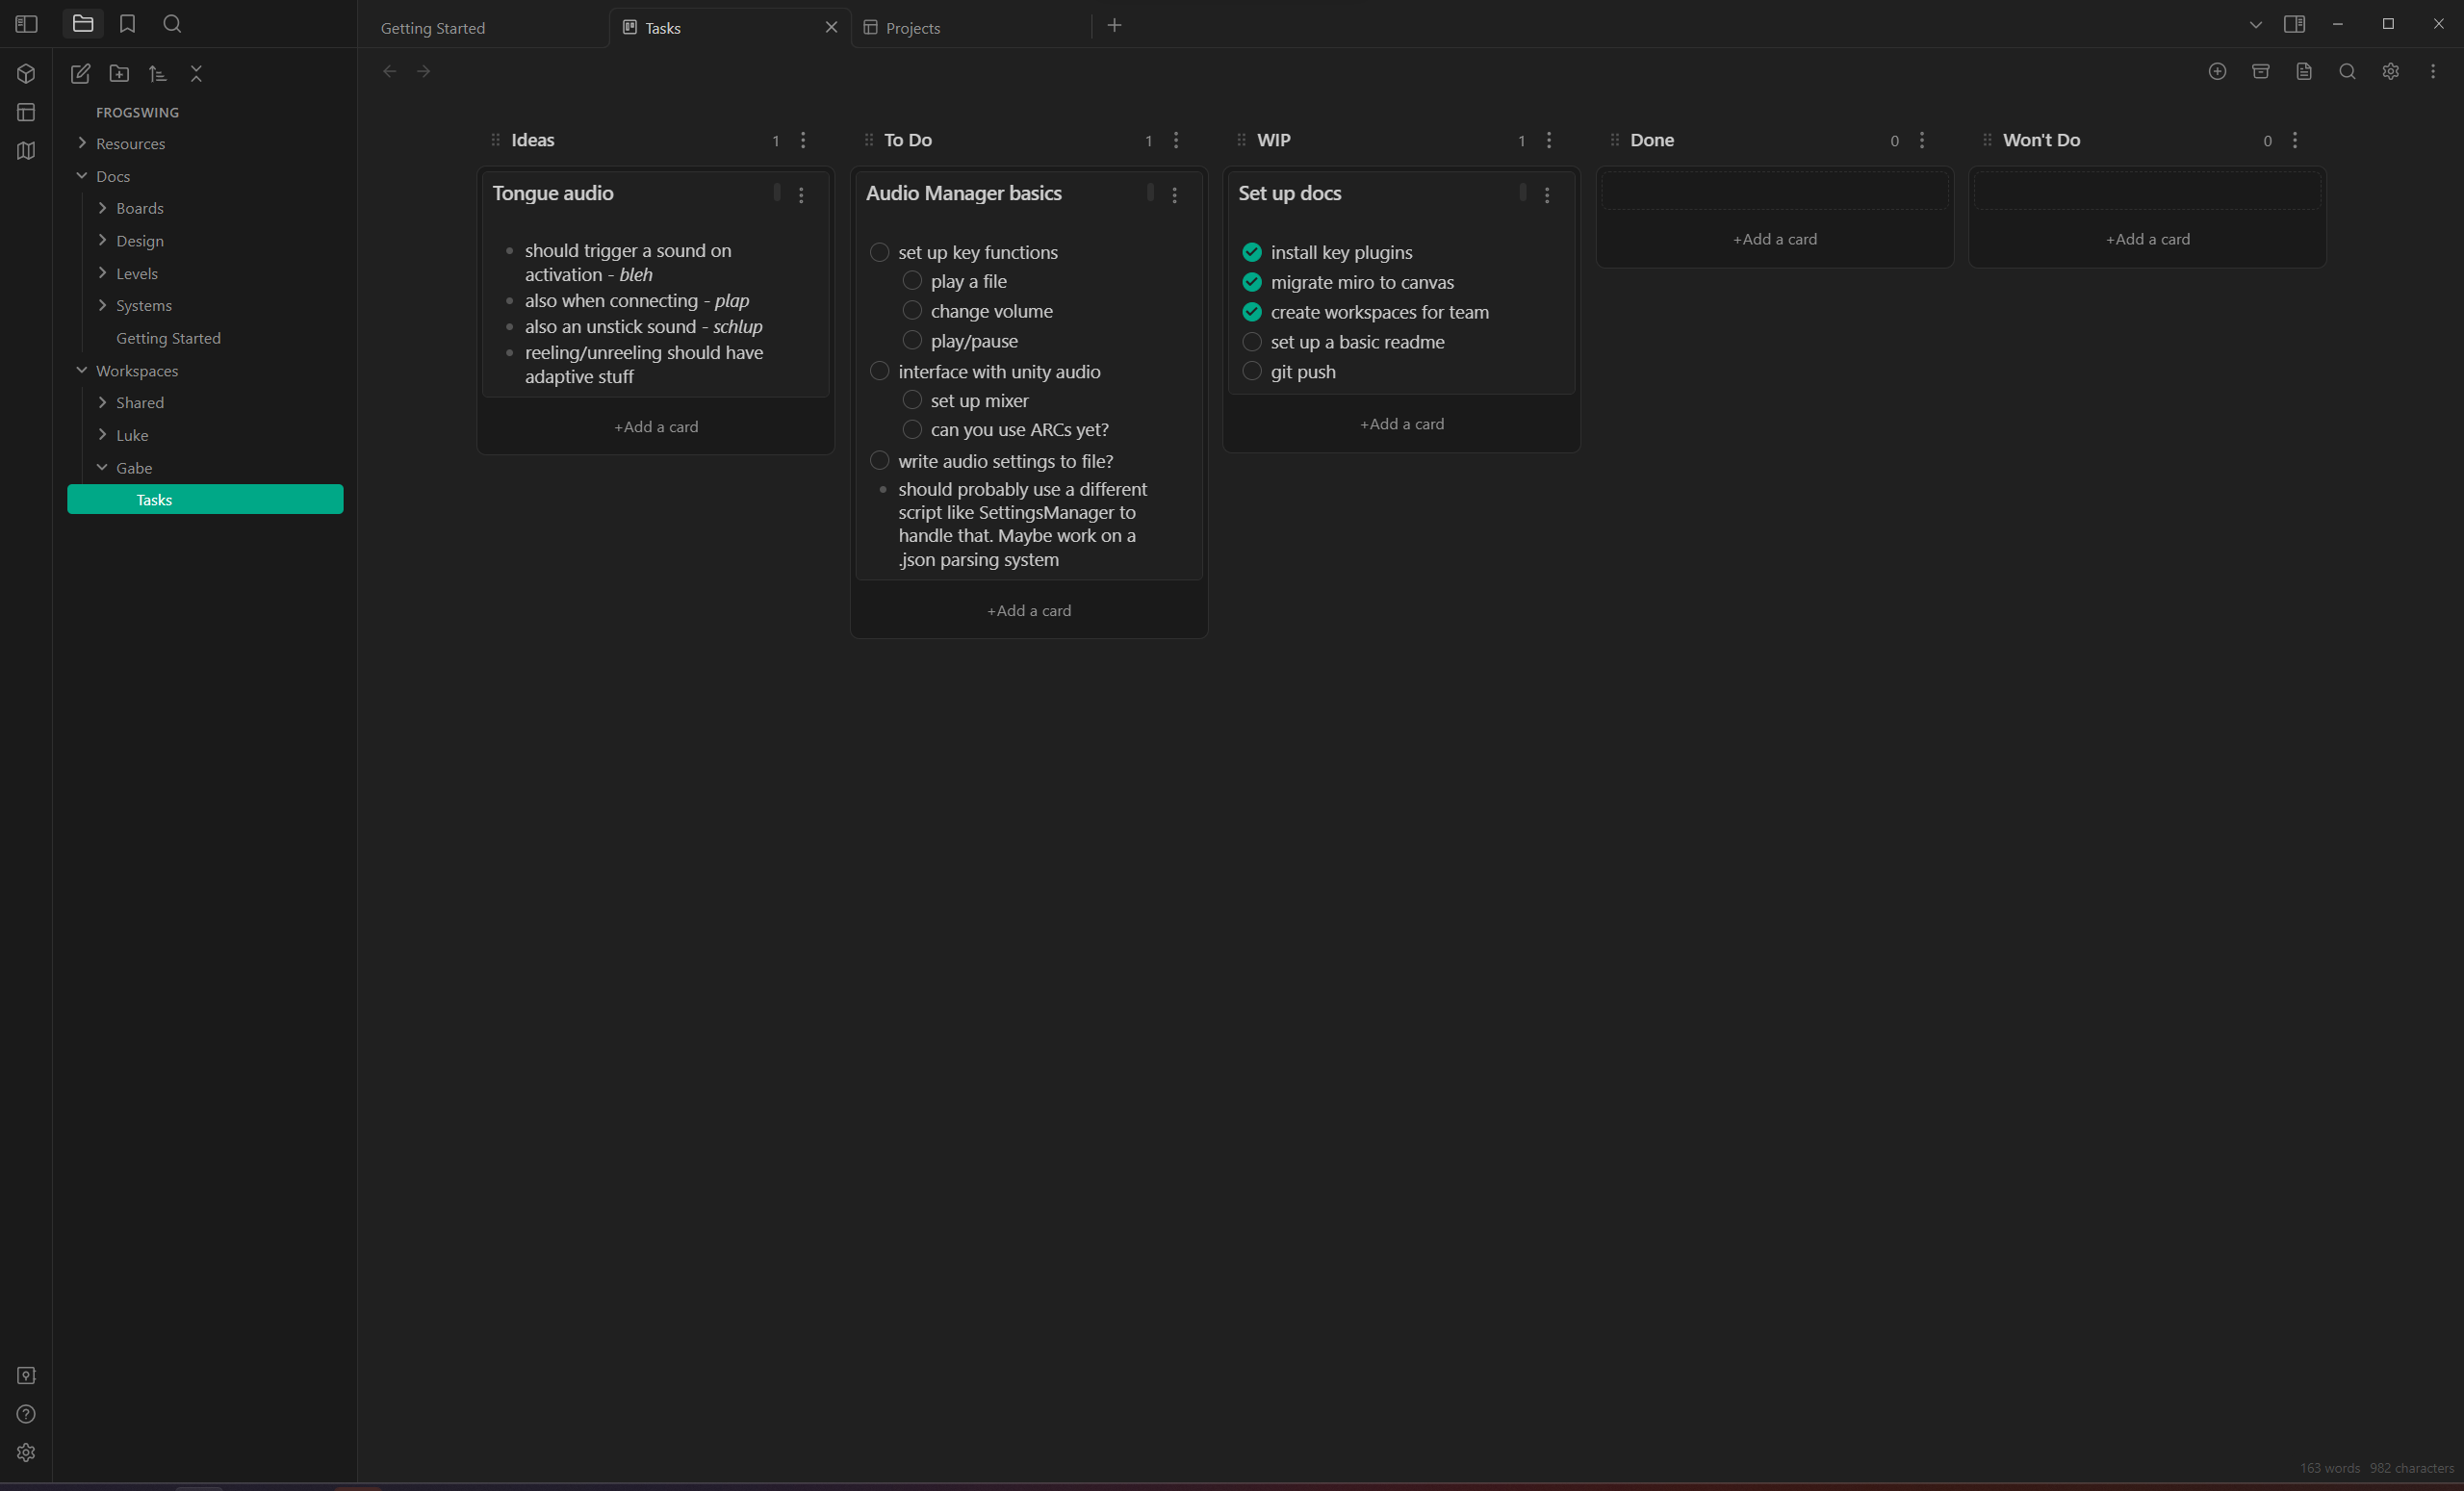 Getting Started
Tasks
Projects
FROGSWING
Resources
Docs
Boards
Design
Levels
Systems
Getting Started
Workspaces
Shared
Luke
Gabe
Tasks
Ideas
1
Tongue audio
should trigger a sound on
activation - bleh
also when connecting - plap
also an unstick sound - schlup
reeling/unreeling should have
adaptive stuff
+Add a card
To Do
1
Audio Manager basics
set up key functions
play a file
change volume
play/pause
interface with unity audio
set up mixer
can you use ARCs yet?
write audio settings to file?
should probably use a different
script like SettingsManager to
handle that. Maybe work on a
.json parsing system
+Add a card
WIP
1
Set up docs
install key plugins
migrate miro to canvas
create workspaces for team
set up a basic readme
git push
+Add a card
Done
0
+Add a card
Won't Do
0
+Add a card
163 words 982 characters